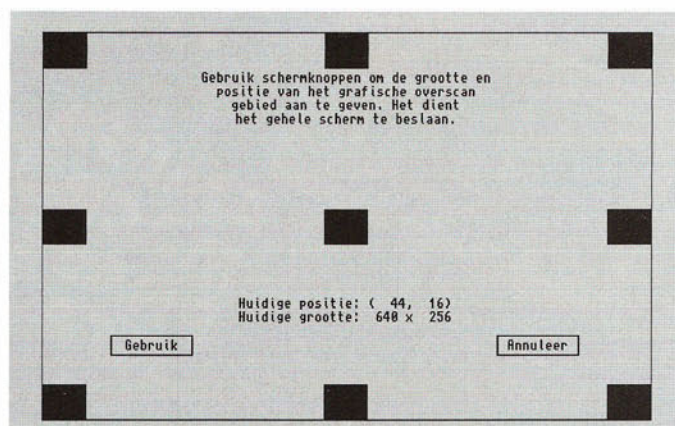 Gebruik schermknoppen om de grootte en
positie van het grafische overscan
gebied aan te geven. Het dient
het gehele scherm te beslaan.
Huidige positie: ( 44, 16)
Huidige grootte: 640 x 256
Gebruik
Annuleer